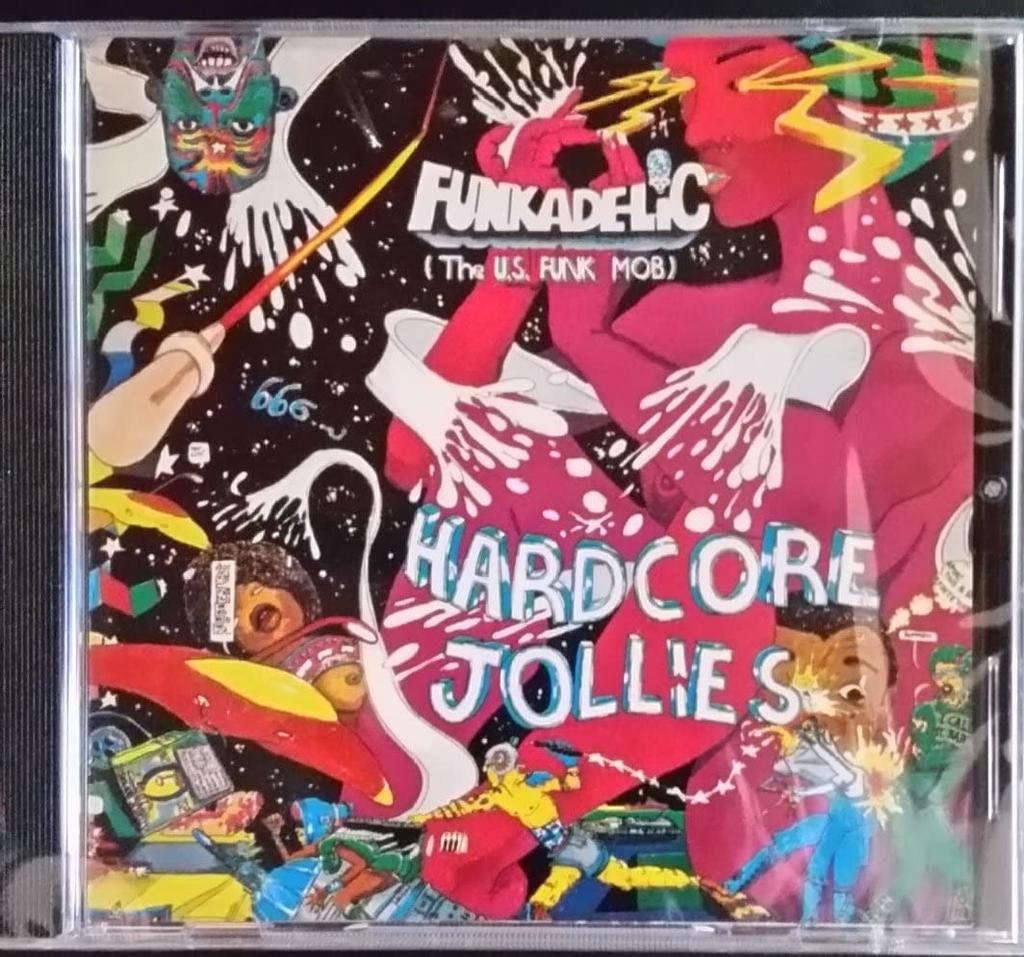 FUNKADELIC
(The U.S. FUNK MOB)
666
HARDCORE
JOLLIES